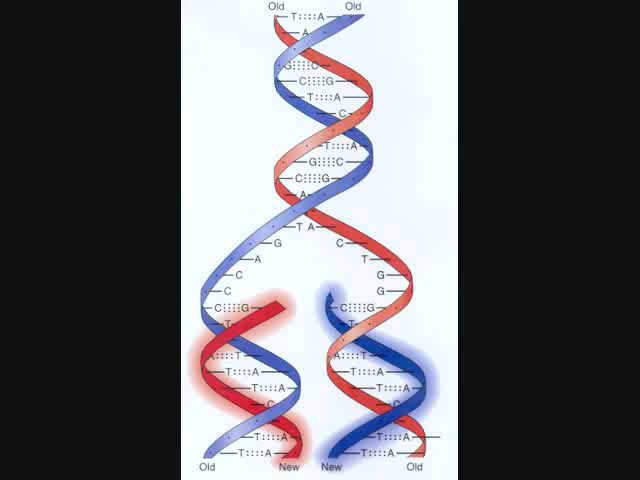 Old Old
T::::A
A
G::::C
C::::G
T::::A
C
T::::A
G::::C
C::::G
A
T A
G C
A T
C G
C G
C::::G C::::G
T T
A::::T A::::T
T::::A T::::A
T::::A T::::A
C C
T::::A T::::A
T::::A T::::A
Old New New Old